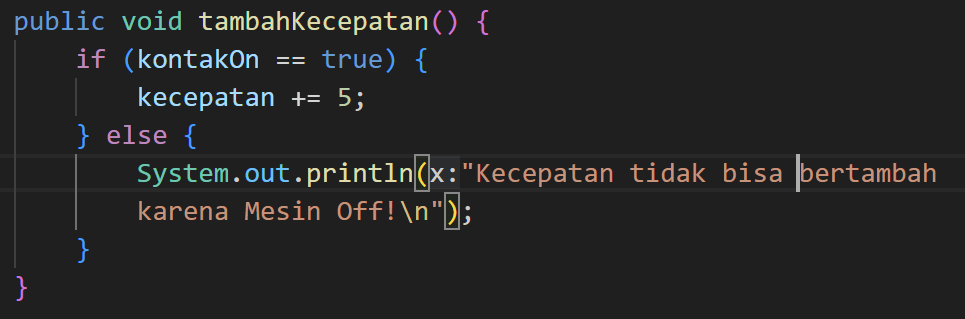 public void tambahKecepatan() {
    if (kontakOn == true) {
        kecepatan += 5;
    } else {
        System.out.println(x:"Kecepatan tidak bisa bertambah
        karena Mesin Off!\n");
    }
}